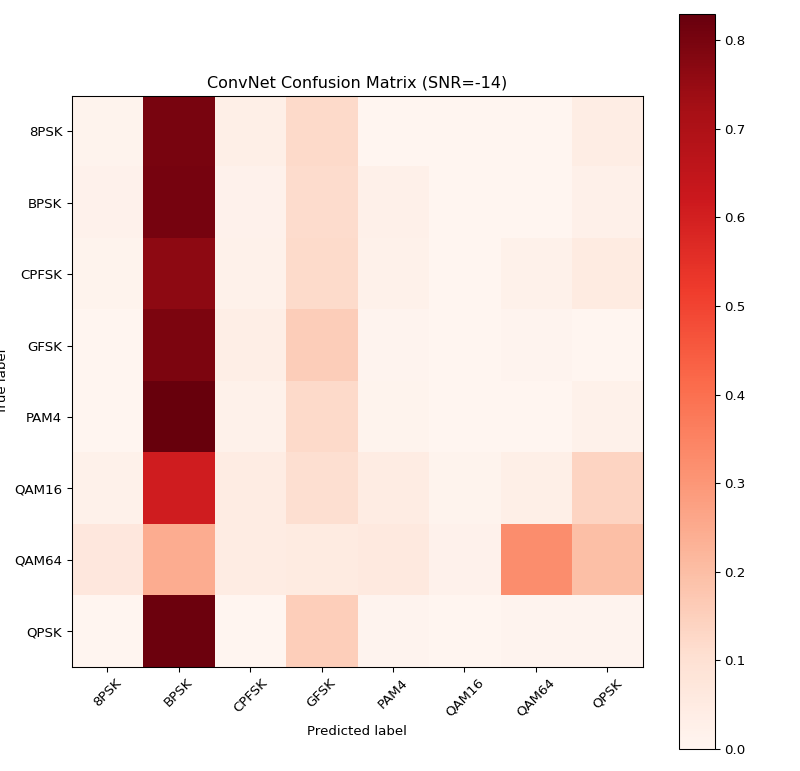 ConvNet Confusion Matrix (SNR=-14)
8PSK
BPSK
CPFSK
GFSK
PAM4
QAM16
QAM64
QPSK
8PSK
BPSK
CPFSK
GFSK
PAM4
QAM16
QAM64
QPSK
Predicted label
0.8
0.7
0.6
0.5
0.4
0.3
0.2
0.1
0.0